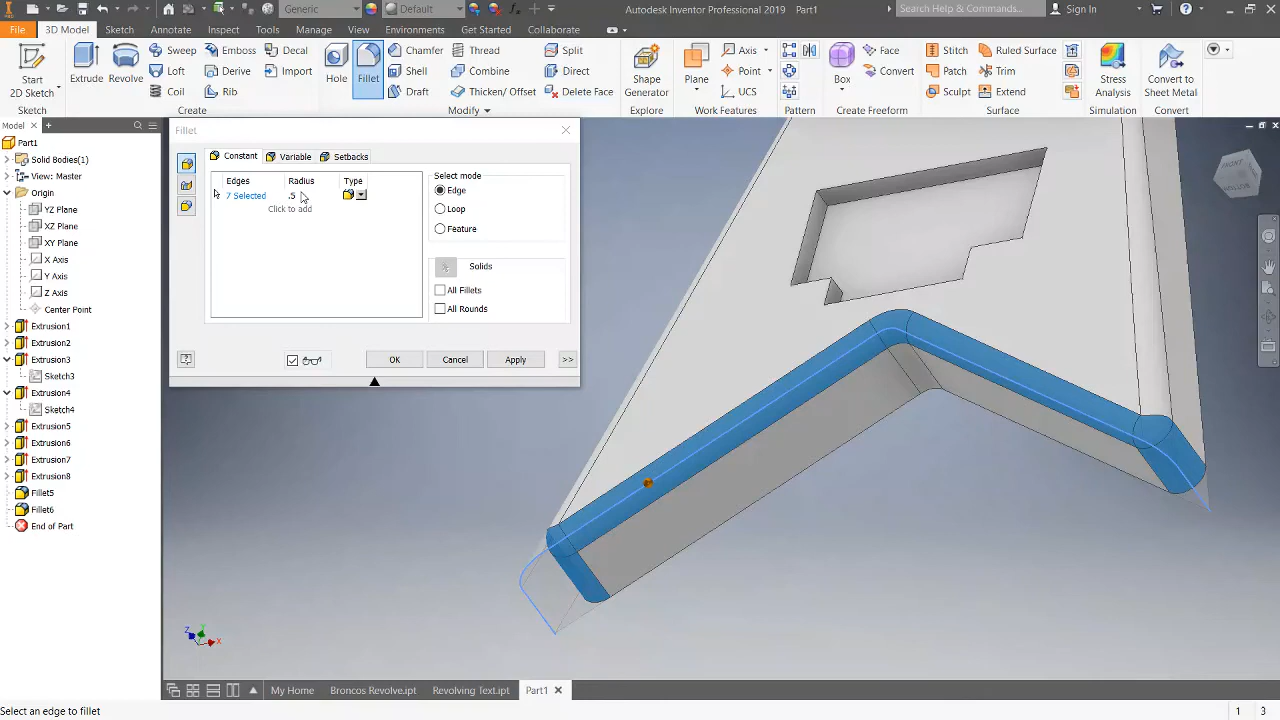 Generic
Default
Autodesk Inventor Professional 2019 Part1
Search Help & Commands...
Sign In
File
3D Model
Sketch
Annotate
Inspect
Tools
Manage
View
Environments
Get Started
Collaborate
Start
2D Sketch
Extrude
Revolve
Sweep
Loft
Coil
Emboss
Derive
Rib
Decal
Import
Hole
Fillet
Chamfer
Shell
Draft
Thread
Combine
Thicken/ Offset
Split
Direct
Delete Face
Shape
Generator
Plane
Axis
Point
UCS
Box
Face
Convert
Stitch
Patch
Sculpt
Ruled Surface
Trim
Extend
Stress
Analysis
Convert to
Sheet Metal
Sketch
Create
Modify
Explore
Work Features
Pattern
Create Freeform
Surface
Simulation
Convert
Model
Part1
Solid Bodies(1)
View: Master
Origin
YZ Plane
XZ Plane
XY Plane
X Axis
Y Axis
Z Axis
Center Point
Extrusion1
Extrusion2
Extrusion3
Sketch3
Extrusion4
Sketch4
Extrusion5
Extrusion6
Extrusion7
Extrusion8
Fillet5
Fillet6
End of Part
Fillet
Constant
Variable
Setbacks
Edges Radius Type
7 Selected .5
Click to add
Select mode
Edge
Loop
Feature
Solids
All Fillets
All Rounds
OK
Cancel
Apply
>>
FRONT
BOTTOM
Z Y X
My Home
Broncos Revolve.ipt
Revolving Text.ipt
Part1
Select an edge to fillet
1 3